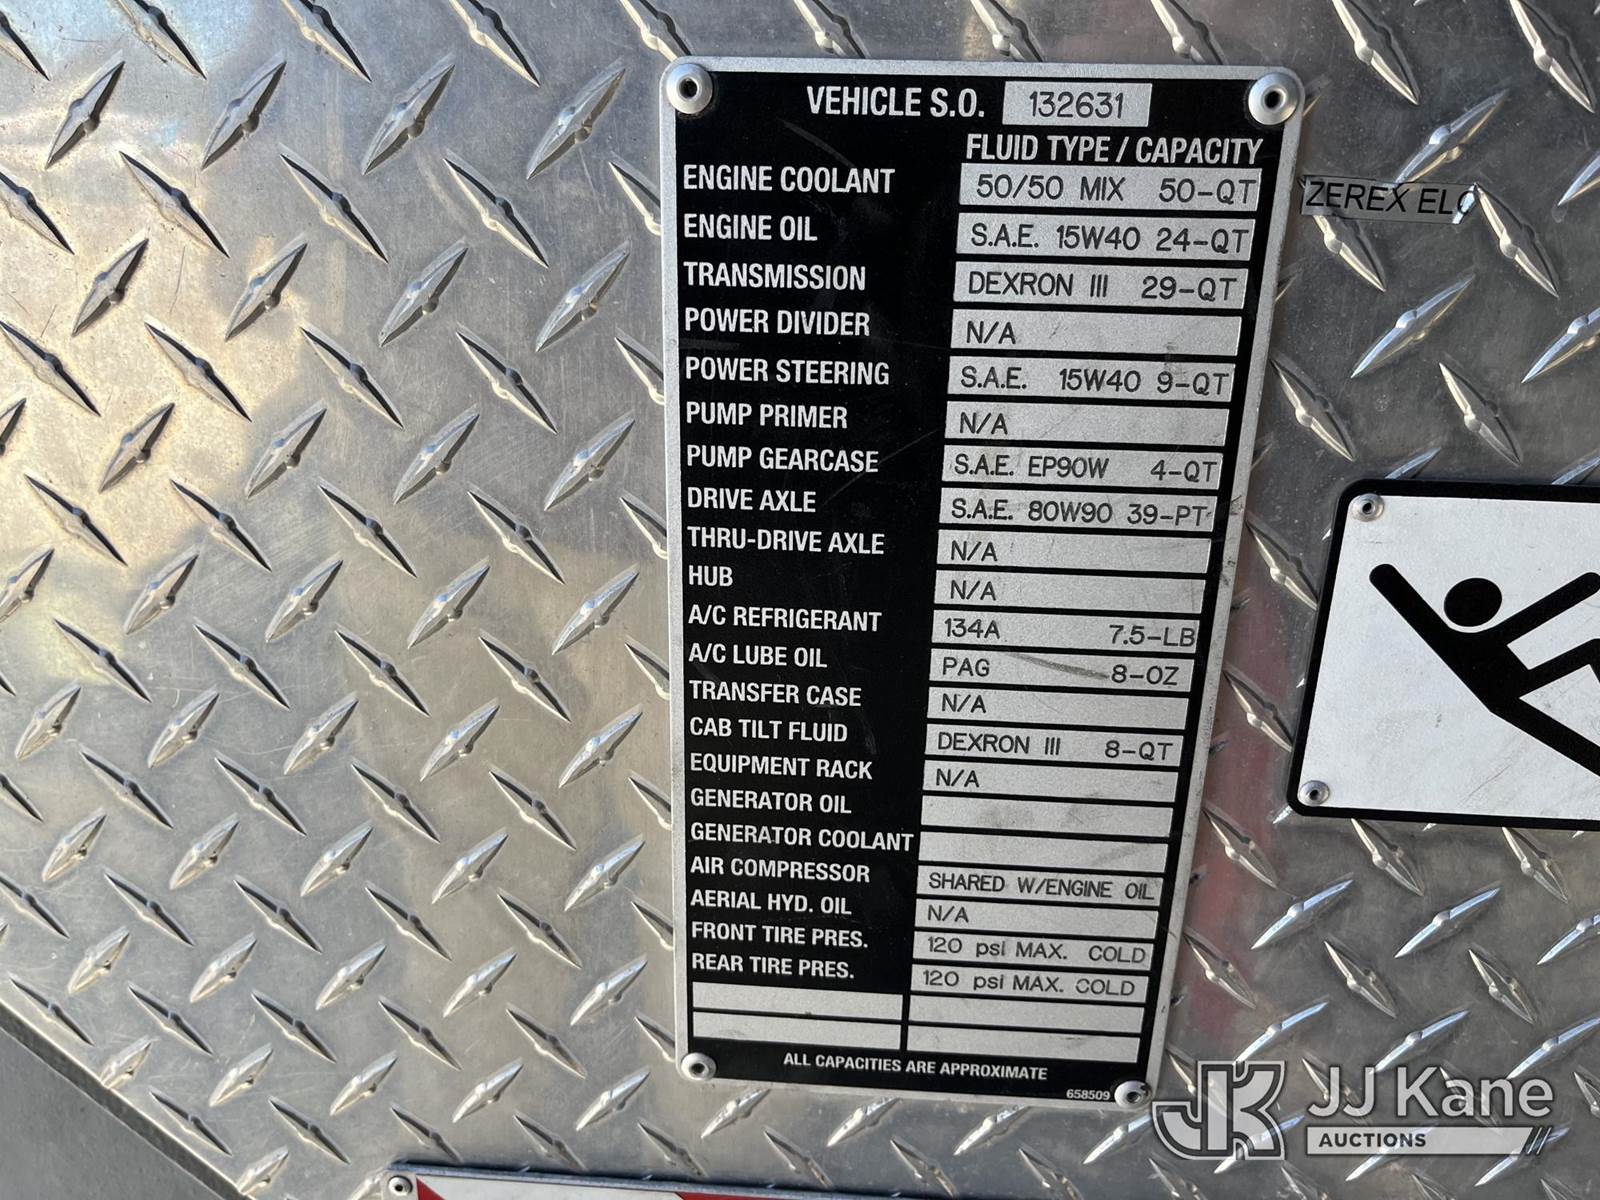 VEHICLE S.O. 132631
FLUID TYPE / CAPACITY
ENGINE COOLANT 50/50 MIX 50-QT
ZEREX
ENGINE OIL S.A.E. 15W40 24-QT
TRANSMISSION DEXRON III 29-QT
POWER DIVIDER N/A
POWER STEERING S.A.E. 15W40 9-QT
PUMP PRIMER N/A
PUMP GEARCASE S.A.E. EP90W 4-QT
DRIVE AXLE S.A.E. 80W90 39-PT
THRU-DRIVE AXLE N/A
HUB N/A
A/C REFRIGERANT 134A 7.5-LB
A/C LUBE OIL PAG 8-OZ
TRANSFER CASE N/A
CAB TILT FLUID DEXRON III 8-QT
EQUIPMENT RACK N/A
GENERATOR OIL
GENERATOR COOLANT
AIR COMPRESSOR SHARED W/ENGINE OIL
AERIAL HYD. OIL N/A
FRONT TIRE PRES. 120 psi MAX. COLD
REAR TIRE PRES. 120 psi MAX. COLD
ALL CAPACITIES ARE APPROXIMATE
658509
JK JJ Kane
AUCTIONS